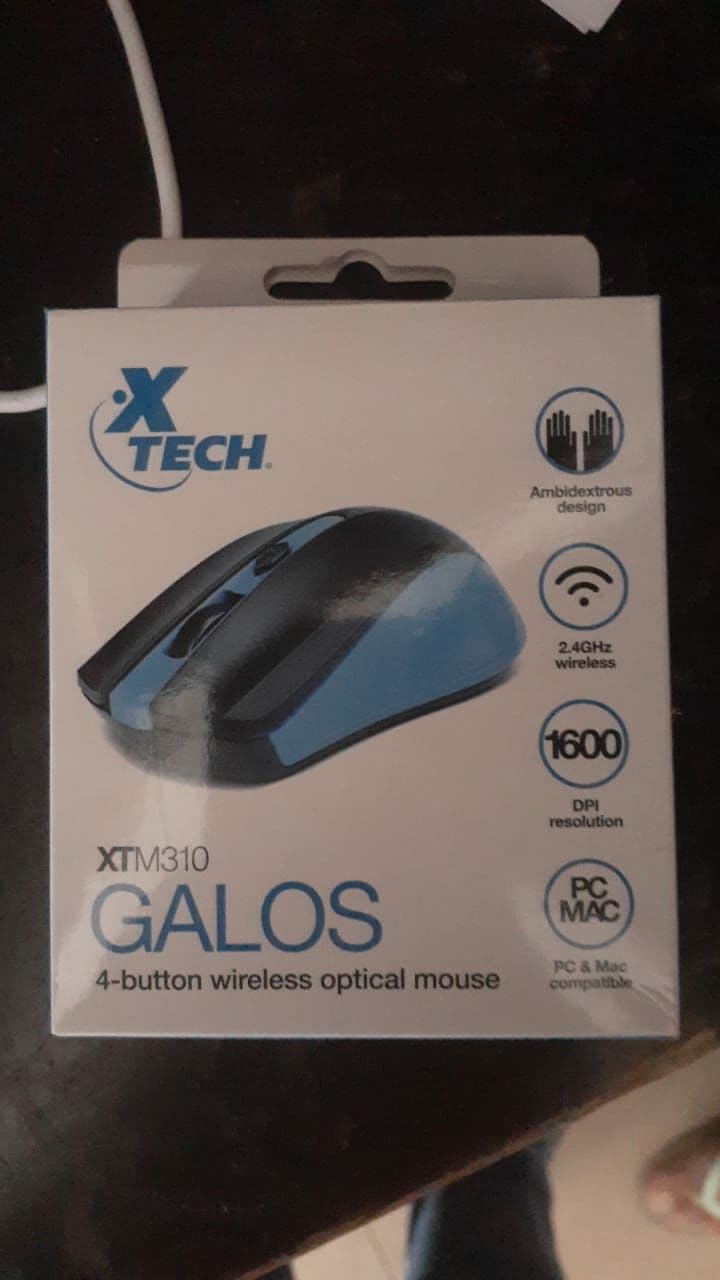 X
TECH
Ambidextrous
design
2.4GHz
wireless
1600
DPI
resolution
XTM310
GALOS
4-button wireless optical mouse
PC
MAC
PC & Mac
compatible